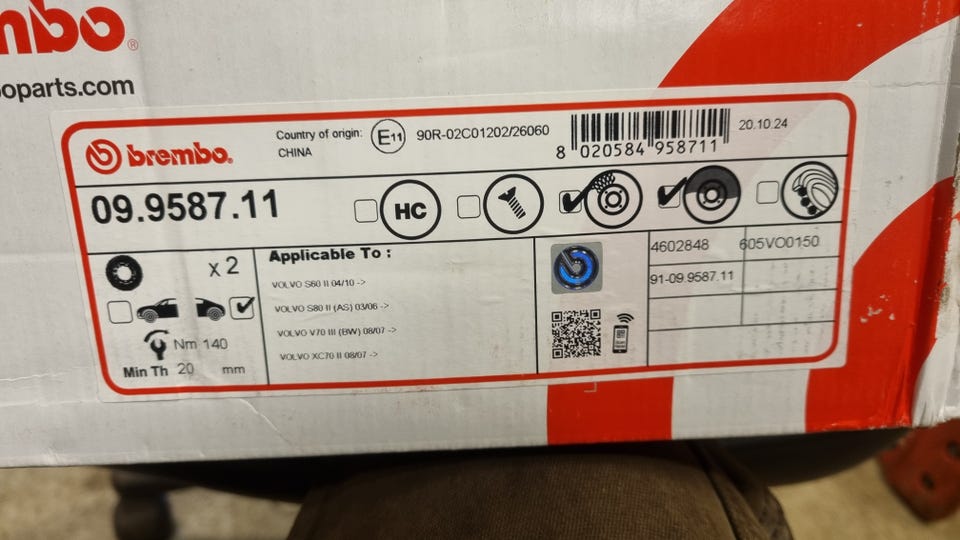 mbo®
oparts.com
brembo®
Country of origin:
CHINA
E11
90R-02C01202/26060
8 020584 958711
20.10.24
09.9587.11
HC
x 2
Nm 140
Min Th 20 mm
Applicable To :
VOLVO S60 II 04/10 ->
VOLVO S80 II (AS) 03/06 ->
VOLVO V70 III (BW) 08/07 ->
VOLVO XC70 II 08/07 ->
4602848 605VO0150
91-09.9587.11